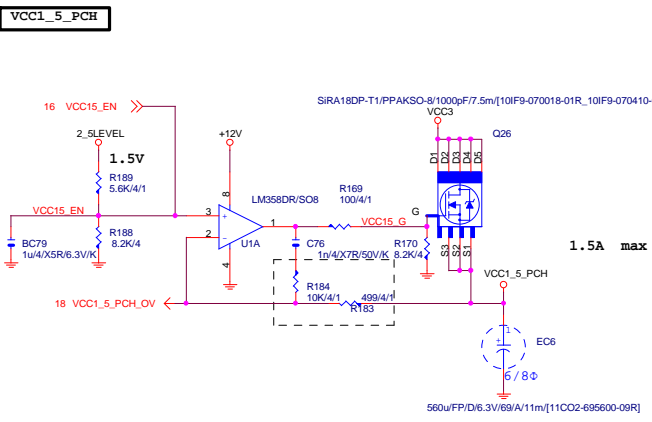 VCC1_5_PCH
SiRA18DP-T1/PPAKSO-8/1000pF/7.5m/[10IF9-070018-01R_10IF9-070410-
16 VCC15_EN
VCC3
2_5LEVEL
+12V
Q26
1.5V
D1
D2
D3
D4
D5
R189
5.6K/4/1
LM358DR/SO8
R169
100/4/1
8
VCC15_EN
3
+
1
G
VCC15_G
2
−
U1A
4
R188
8.2K/4
BC79
1u/4/X5R/6.3V/K
C76
1n/4/X7R/50V/K
R170
8.2K/4
S3
S2
S1
1.5A max
VCC1_5_PCH
R184
10K/4/1
499/4/1
R183
18 VCC1_5_PCH_OV
1
+
EC6
6/8Φ
560u/FP/D/6.3V/69/A/11m/[11CO2-695600-09R]